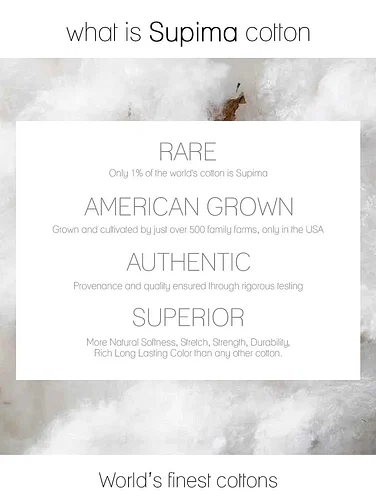 what is Supima cotton
RARE
Only 1% of the world's cotton is Supima
AMERICAN GROWN
Grown and cultivated by just over 500 family farms, only in the USA
AUTHENTIC
Provenance and quality ensured through rigorous testing
SUPERIOR
More Natural Softness, Stretch, Strength, Durability,
Rich Long Lasting Color than any other cotton.
World's finest cottons